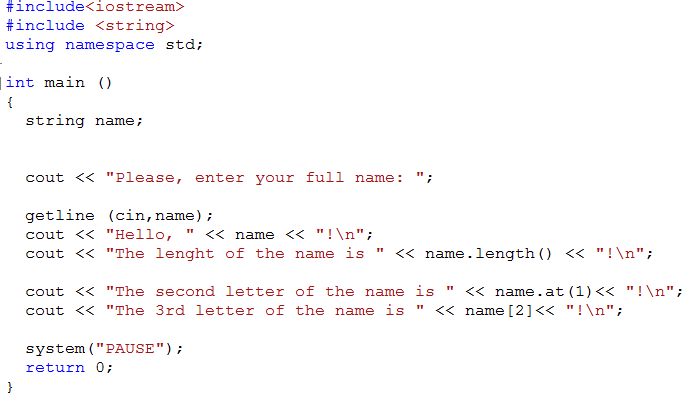 #include<iostream>
#include <string>
using namespace std;
int main ()
{
string name;
cout << "Please, enter your full name: ";
getline (cin,name);
cout << "Hello, " << name << "!\n";
cout << "The lenght of the name is " << name.length() << "!\n";
cout << "The second letter of the name is " << name.at(1)<< "!\n";
cout << "The 3rd letter of the name is " << name[2]<< "!\n";
system("PAUSE");
return 0;
}